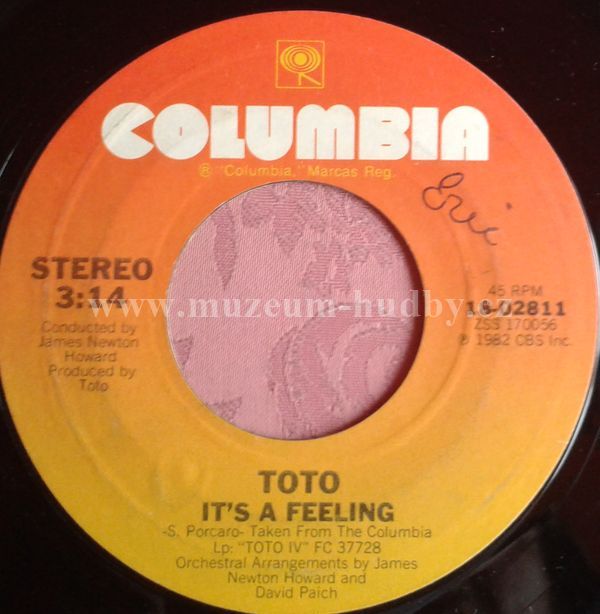 COLUMBIA
® "Columbia," Marcas Reg.
Eric
STEREO
3:14
Conducted by
James Newton
Howard
Produced by
Toto
45 RPM
18-02811
ZSS 170056
℗ 1982 CBS Inc.
www.muzeum-hudby.cz
TOTO
IT'S A FEELING
-S. Porcaro- Taken From The Columbia
Lp: "TOTO IV" FC 37728
Orchestral Arrangements by James
Newton Howard and
David Paich